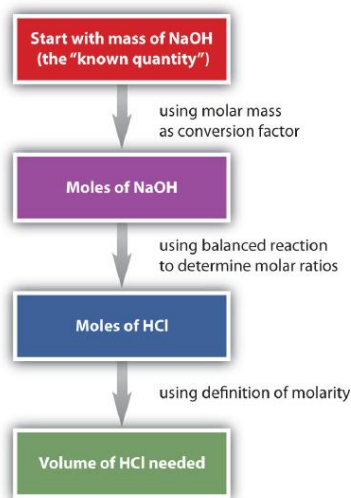 Start with mass of NaOH
(the “known quantity”)
using molar mass
as conversion factor
Moles of NaOH
using balanced reaction
to determine molar ratios
Moles of HCl
using definition of molarity
Volume of HCl needed